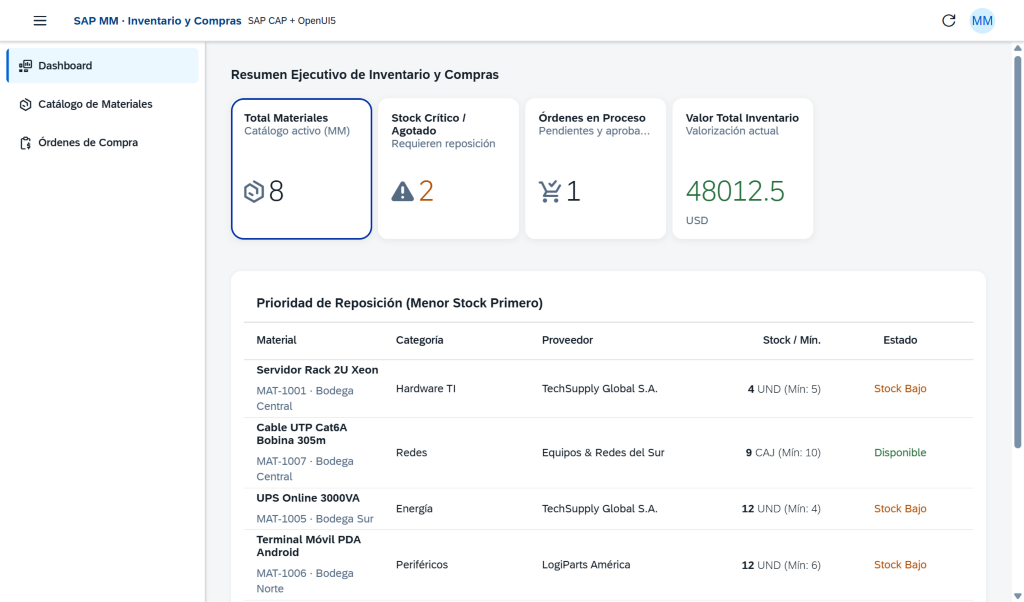 SAP MM · Inventario y Compras SAP CAP + OpenUI5
MM
Dashboard
Catálogo de Materiales
Órdenes de Compra
Resumen Ejecutivo de Inventario y Compras
Total Materiales
Catálogo activo (MM)
8
Stock Crítico /
Agotado
Requieren reposición
2
Órdenes en Proceso
Pendientes y aproba...
1
Valor Total Inventario
Valorización actual
48012.5
USD
Prioridad de Reposición (Menor Stock Primero)
Material Categoría Proveedor Stock / Mín. Estado
Servidor Rack 2U Xeon
MAT-1001 · Bodega
Central
Hardware TI TechSupply Global S.A. 4 UND (Mín: 5) Stock Bajo
Cable UTP Cat6A
Bobina 305m
MAT-1007 · Bodega
Central
Redes Equipos & Redes del Sur 9 CAJ (Mín: 10) Disponible
UPS Online 3000VA
MAT-1005 · Bodega Sur
Energía TechSupply Global S.A. 12 UND (Mín: 4) Stock Bajo
Terminal Móvil PDA
Android
MAT-1006 · Bodega
Norte
Periféricos LogiParts América 12 UND (Mín: 6) Stock Bajo